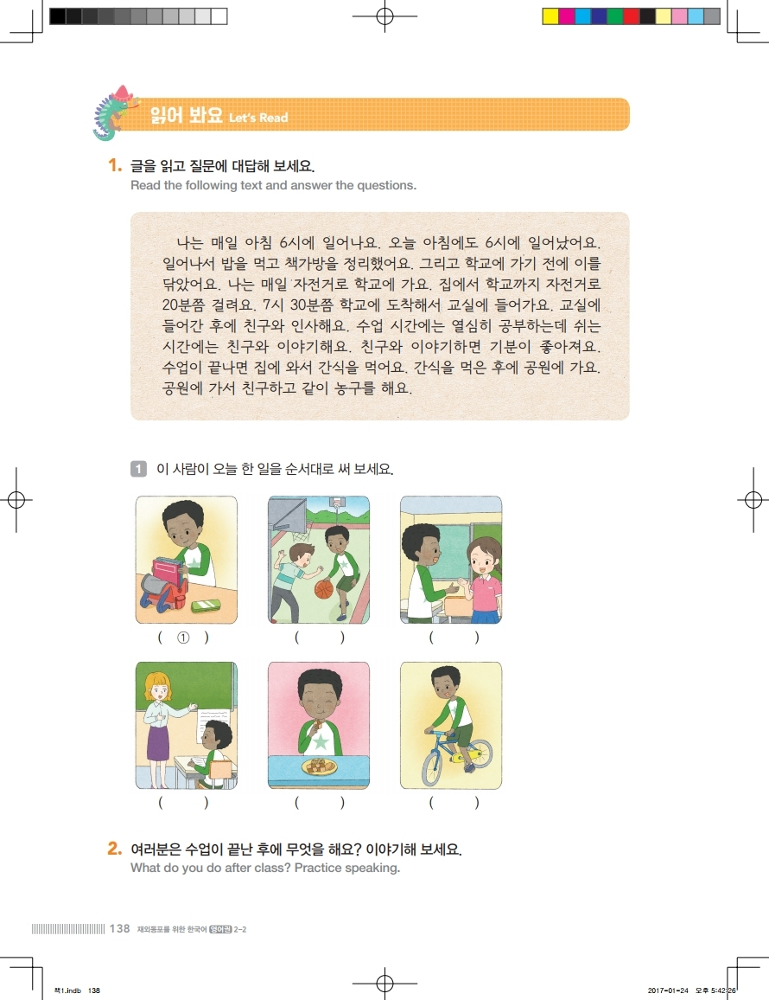 읽어 봐요 Let's Read
1. 글을 읽고 질문에 대답해 보세요.
Read the following text and answer the questions.
나는 매일 아침 6시에 일어나요. 오늘 아침에도 6시에 일어났어요.
일어나서 밥을 먹고 책가방을 정리했어요. 그리고 학교에 가기 전에 이를
닦았어요. 나는 매일 자전거로 학교에 가요. 집에서 학교까지 자전거로
20분쯤 걸려요. 7시 30분쯤 학교에 도착해서 교실에 들어가요. 교실에
들어간 후에 친구와 인사해요. 수업 시간에는 열심히 공부하는데 쉬는
시간에는 친구와 이야기해요. 친구와 이야기하면 기분이 좋아져요.
수업이 끝나면 집에 와서 간식을 먹어요. 간식을 먹은 후에 공원에 가요.
공원에 가서 친구하고 같이 농구를 해요.
1 이 사람이 오늘 한 일을 순서대로 써 보세요.
( ① ) ( ) ( )
( ) ( ) ( )
2. 여러분은 수업이 끝난 후에 무엇을 해요? 이야기해 보세요.
What do you do after class? Practice speaking.
138 재외동포를 위한 한국어 영어권 2-2
책1.indb 138 2017-01-24 오후 5:42:26